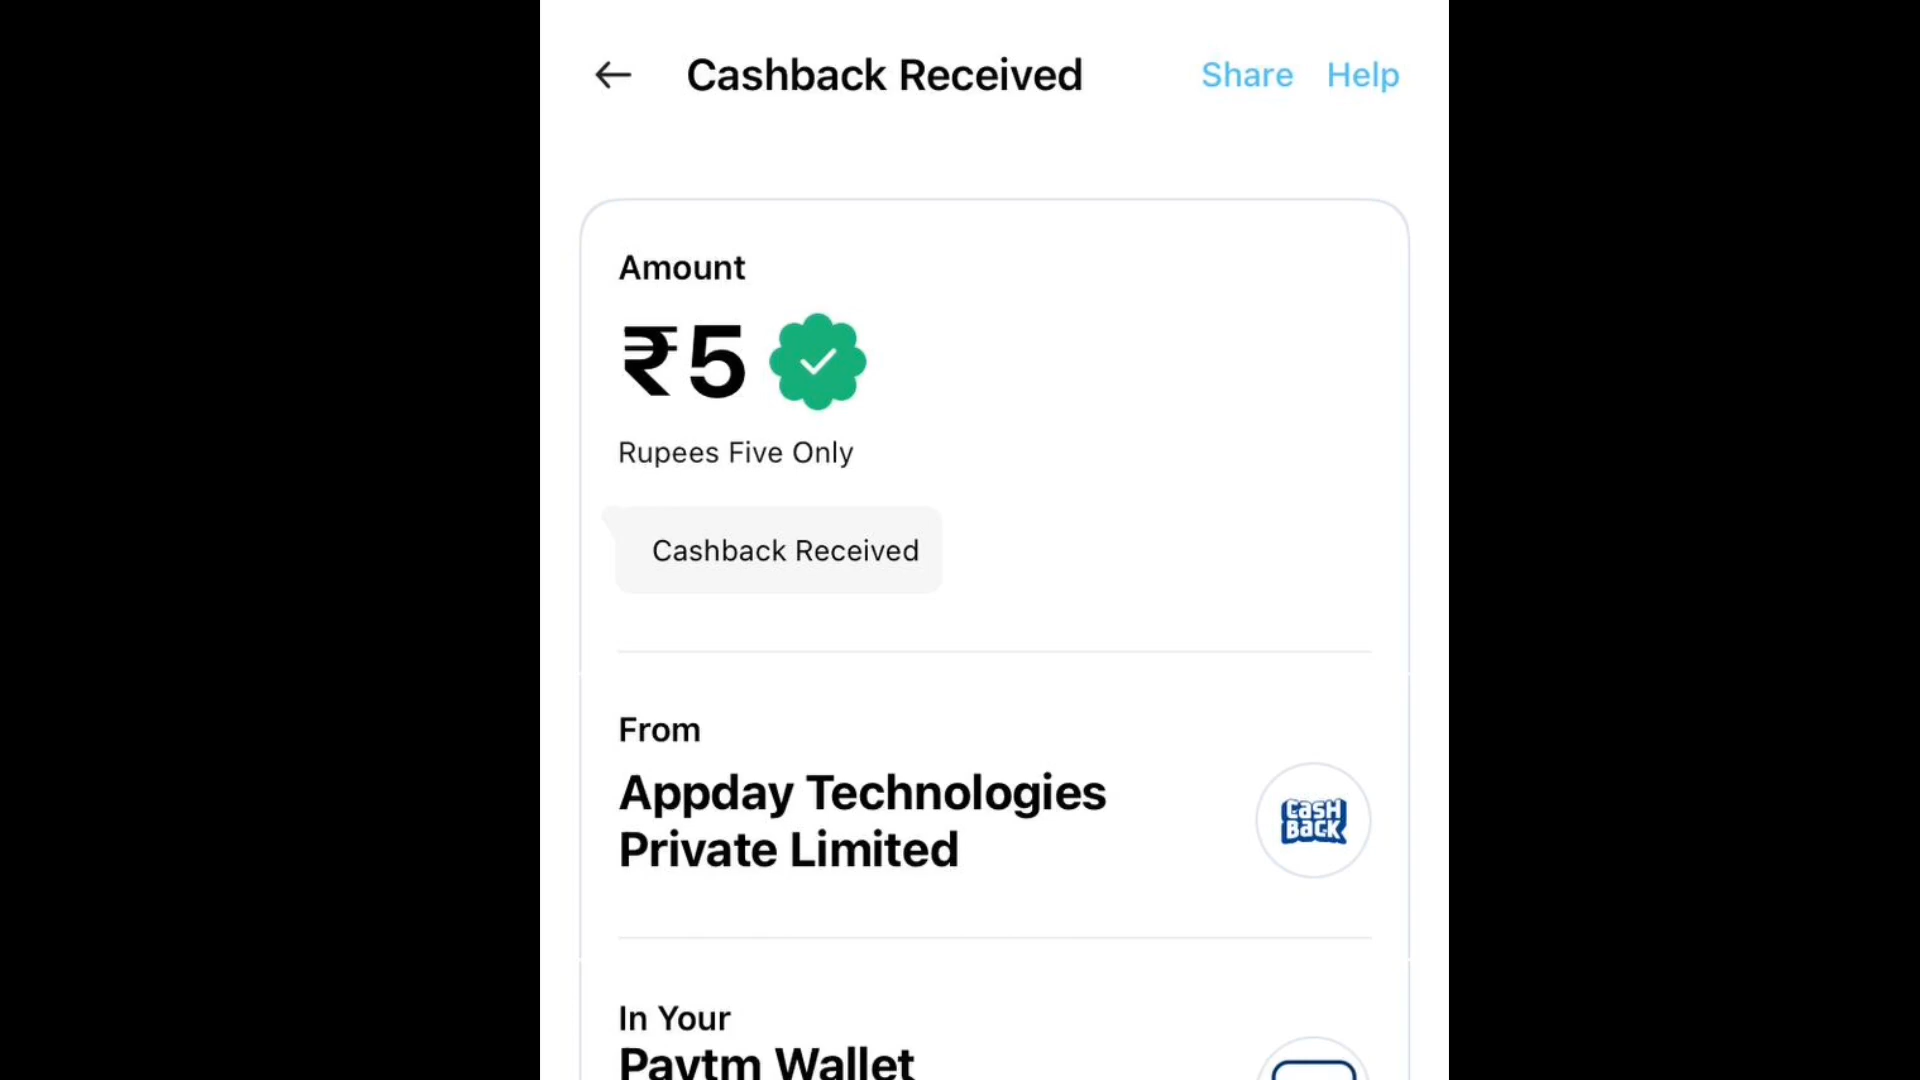 Cashback Received Share Help
Amount
₹5
Rupees Five Only
Cashback Received
From
Appday Technologies
Private Limited
CASH
BACK
In Your
Paytm Wallet